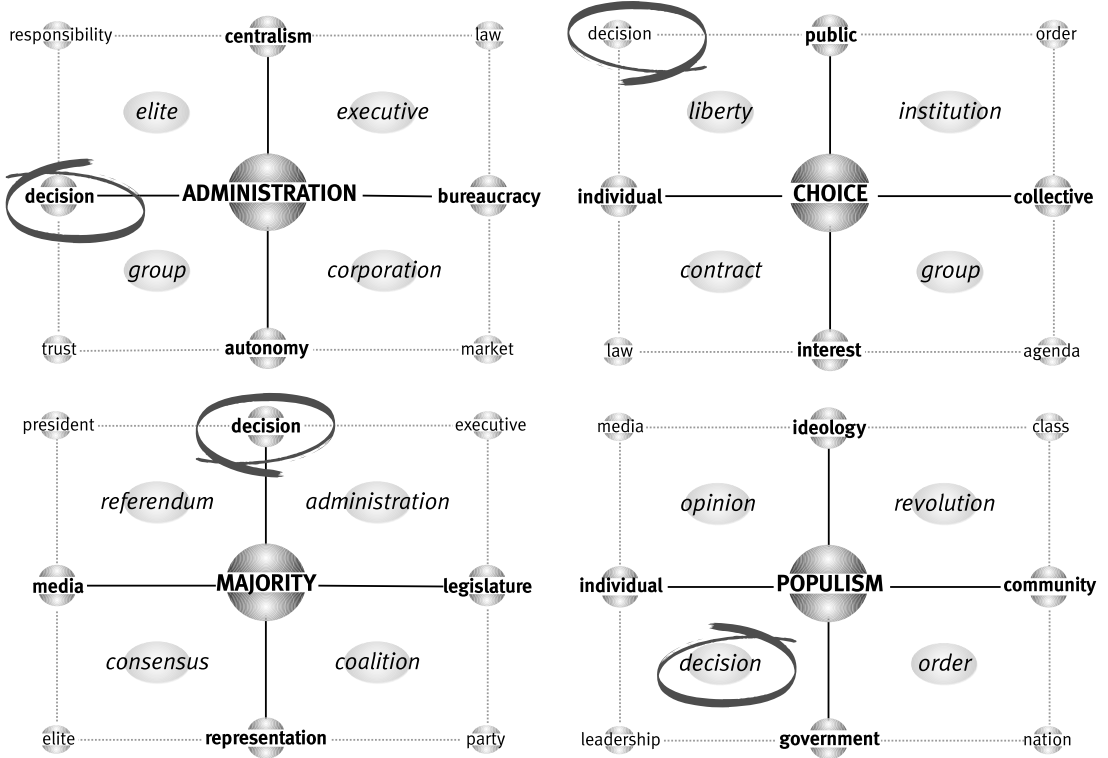 responsibility centralism law
elite executive
decision ADMINISTRATION bureaucracy
group corporation
trust autonomy market
decision public order
liberty institution
individual CHOICE collective
contract group
law interest agenda
president decision executive
referendum administration
media MAJORITY legislature
consensus coalition
elite representation party
media ideology class
opinion revolution
individual POPULISM community
decision order
leadership government nation